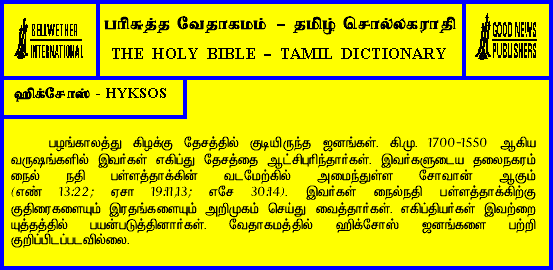 BELLWETHER
INTERNATIONAL
பரிசுத்த வேதாகமம் – தமிழ் சொல்லகராதி
THE HOLY BIBLE – TAMIL DICTIONARY
GOOD NEWS
PUBLISHERS
ஹிக்சோஸ் - HYKSOS
பழங்காலத்து கிழக்கு தேசத்தில் குடியிருந்த ஜனங்கள். கி.மு. 1700-1550 ஆகிய
வருஷங்களில் இவர்கள் எகிப்து தேசத்தை ஆட்சிபுரிந்தார்கள். இவர்களுடைய தலைநகரம்
நைல் நதி பள்ளத்தாக்கின் வடமேற்கில் அமைந்துள்ள சோவான் ஆகும்
(எண் 13:22; ஏசா 19:11,13; எசே 30:14). இவர்கள் நைல்நதி பள்ளத்தாக்கிற்கு
குதிரைகளையும் இரதங்களையும் அறிமுகம் செய்து வைத்தார்கள். எகிப்தியர்கள் இவற்றை
யுத்தத்தில் பயன்படுத்தினார்கள். வேதாகமத்தில் ஹிக்சோஸ் ஜனங்களை பற்றி
குறிப்பிடப்படவில்லை.